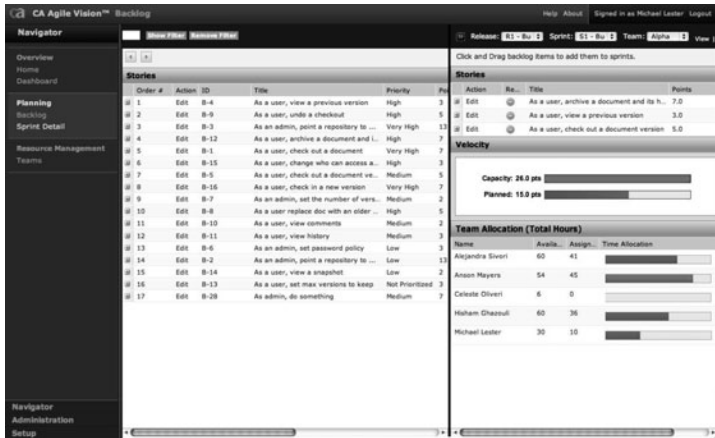 CA Agile Vision™ Backlog
Help About Signed in as Michael Lester Logout
Navigator
Overview
Home
Dashboard
Planning
Backlog
Sprint Detail
Resource Management
Teams
Navigator
Administration
Setup
Show Filter Remove Filter
Stories
Order # Action ID Title Priority Poi
1 Edit B-4 As a user, view a previous version High 3
2 Edit B-9 As a user, undo a checkout High 5
3 Edit B-3 As an admin, point a repository to ... Very High 13
4 Edit B-12 As a user, archive a document and i... High 7
5 Edit B-1 As a user, check out a document Very High 7
6 Edit B-15 As a user, change who can access a... High 3
7 Edit B-5 As a user, check out a document ve... Medium 5
8 Edit B-16 As a user, check in a new version Very High 7
9 Edit B-7 As an admin, set the number of vers... Medium 2
10 Edit B-8 As a user replace doc with an older ... High 5
11 Edit B-10 As a user, view comments Medium 2
12 Edit B-11 As a user, view history Medium 3
13 Edit B-6 As an admin, set password policy Low 3
14 Edit B-2 As an admin, point a repository to ... Low 13
15 Edit B-14 As a user, view a snapshot Low 2
16 Edit B-13 As a user, set max versions to keep Not Prioritized 3
17 Edit B-28 As admin, do something Medium 7
Release: R1 - Bu Sprint: S1 - Bu Team: Alpha View
Click and Drag backlog items to add them to sprints.
Stories
Action Re... Title Points
Edit As a user, archive a document and its h... 7.0
Edit As a user, view a previous version 3.0
Edit As a user, check out a document version 5.0
Velocity
Capacity: 26.0 pts
Planned: 15.0 pts
Team Allocation (Total Hours)
Name Availa... Assign... Time Allocation
Alejandra Sivori 60 41
Anson Mayers 54 45
Celeste Oliveri 6 0
Hisham Ghazouli 60 36
Michael Lester 30 10